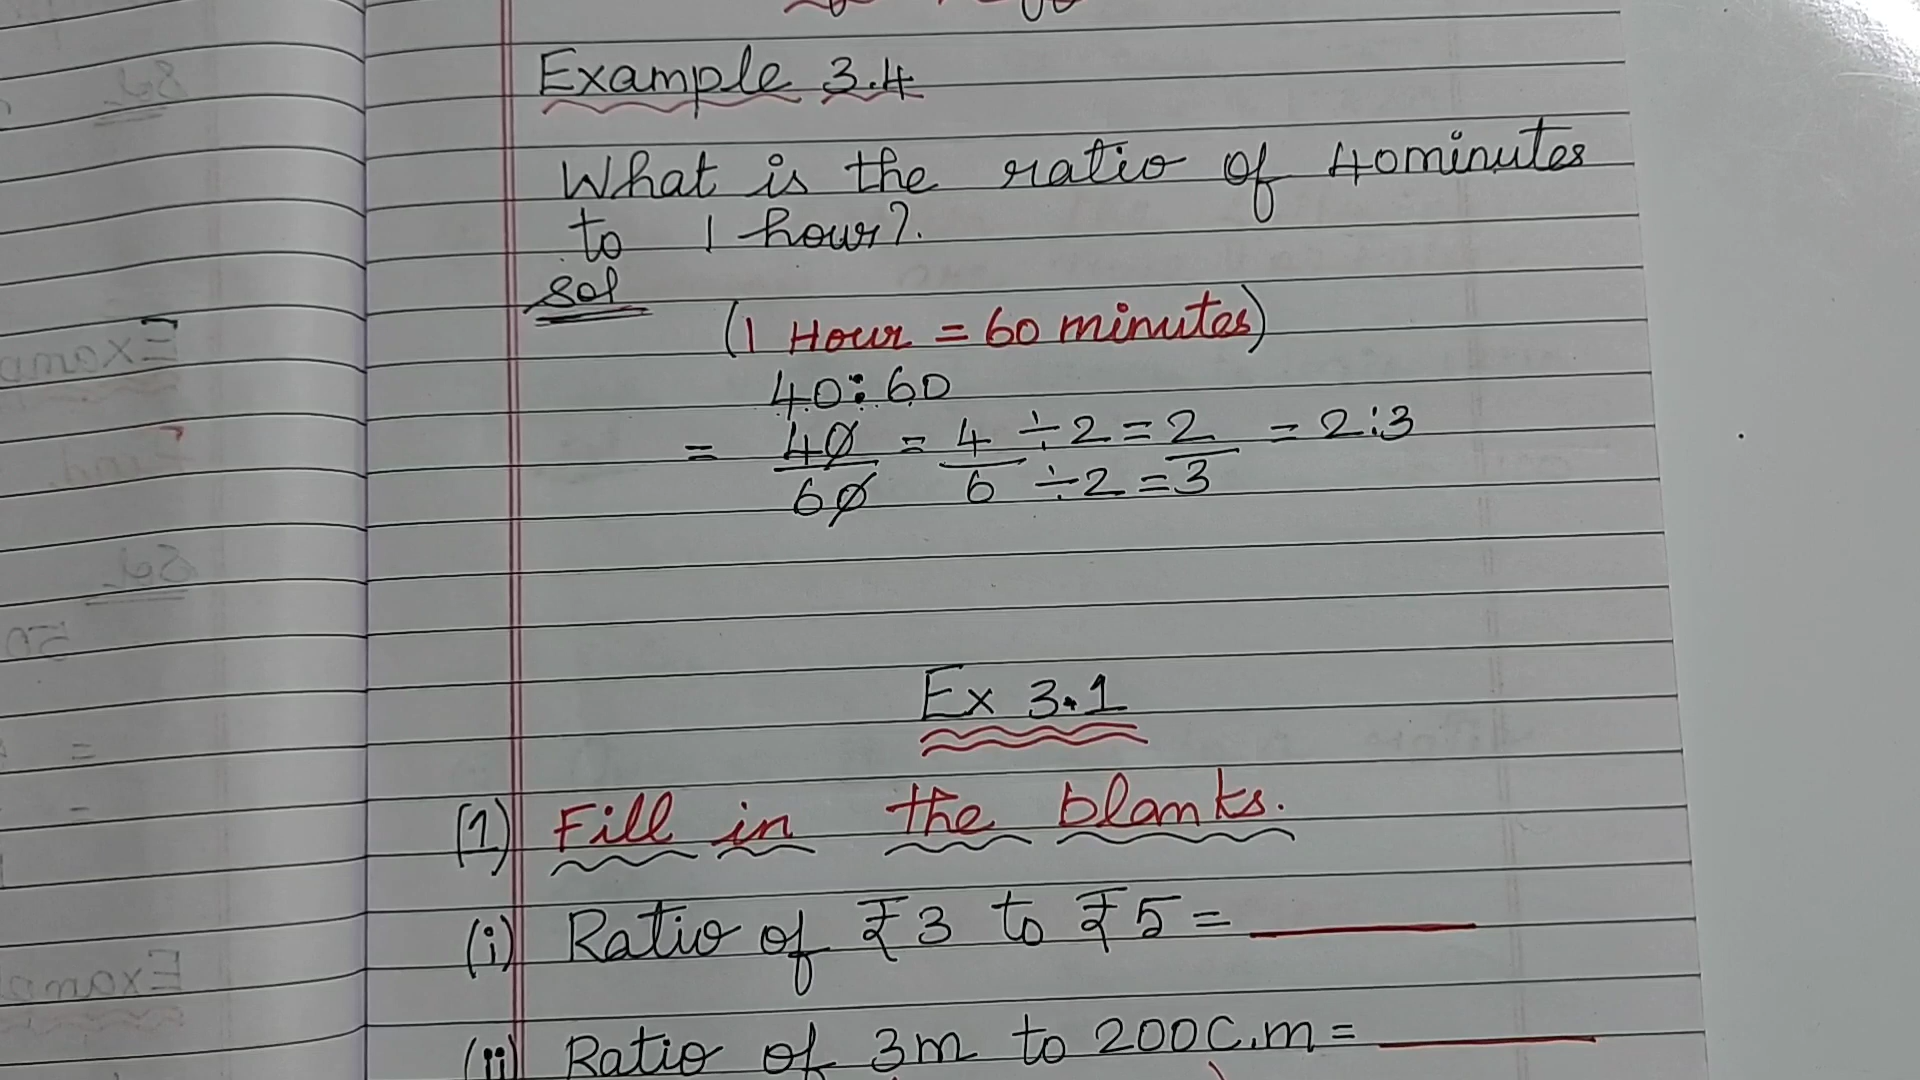 Example 3.4
What is the ratio of 40minutes
to 1 hour?.
sol
(1 Hour = 60 minutes)
40:60
= 40/60 = 4/6 ÷2/÷2 = 2/= 3 = 2:3
Ex 3.1
(1) Fill in the blanks.
(i) Ratio of ₹3 to ₹5 = ______
(ii) Ratio of 3m to 200C.m = ______